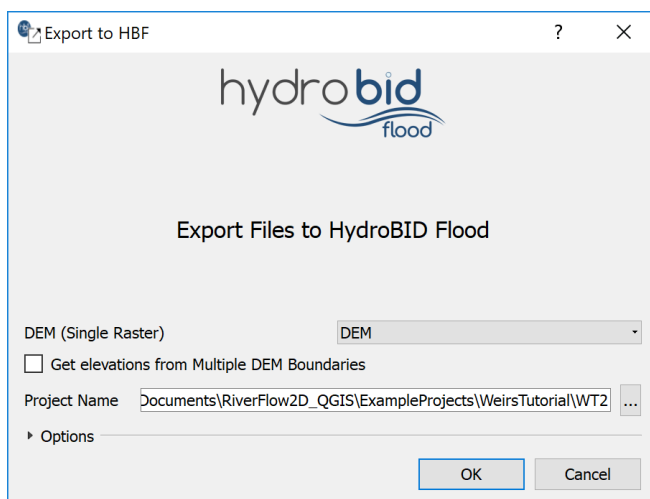 Export to HBF ? ×
hydrobid
flood
Export Files to HydroBID Flood
DEM (Single Raster) DEM
Get elevations from Multiple DEM Boundaries
Project Name Documents\RiverFlow2D_QGIS\ExampleProjects\WeirsTutorial\WT2 ...
Options
OK Cancel